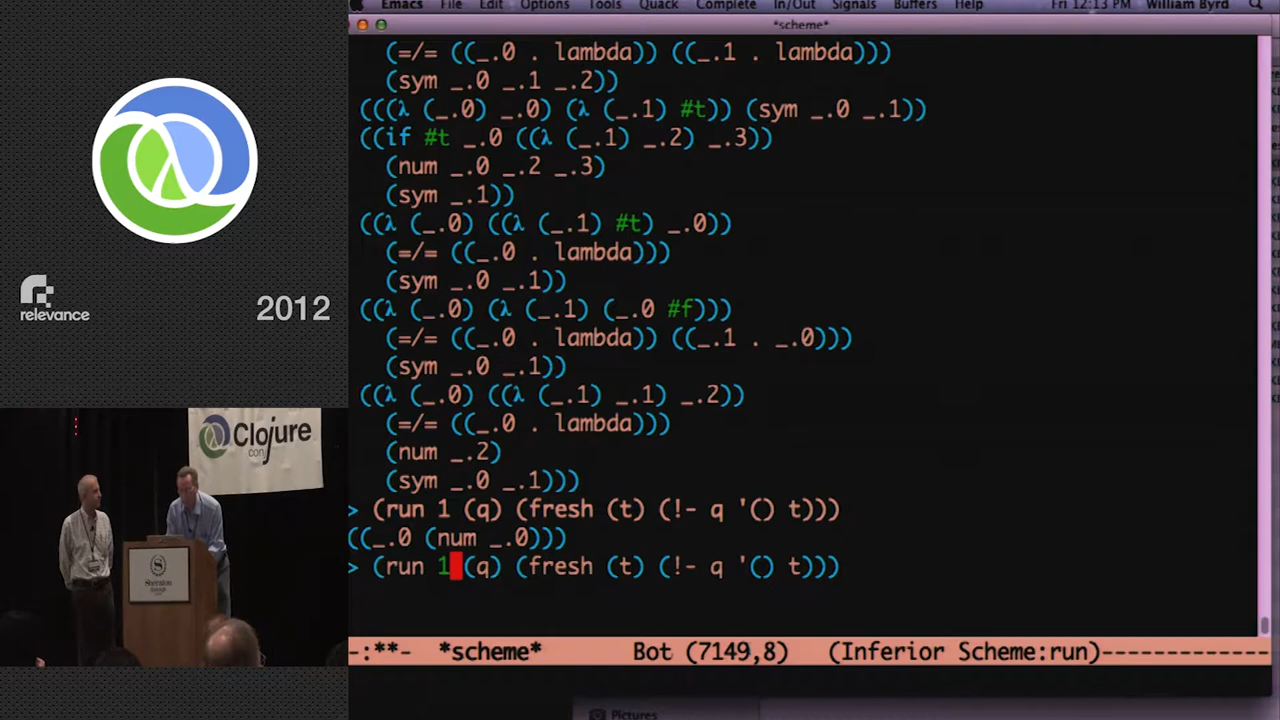 Emacs File Edit Options Tools Quack Complete In/Out Signals Buffers Help Fri 12:13 PM William Byrd
*scheme*
(=/= ((_.0 . lambda)) ((_.1 . lambda)))
(sym _.0 _.1 _.2))
(((λ (_.0) _.0) (λ (_.1) #t)) (sym _.0 _.1))
((if #t _.0 ((λ (_.1) _.2) _.3))
(num _.0 _.2 _.3)
(sym _.1))
((λ (_.0) ((λ (_.1) #t) _.0))
(=/= ((_.0 . lambda)))
(sym _.0 _.1))
((λ (_.0) (λ (_.1) (_.0 #f)))
(=/= ((_.0 . lambda)) ((_.1 . _.0)))
(sym _.0 _.1))
((λ (_.0) ((λ (_.1) _.1) _.2))
(=/= ((_.0 . lambda)))
(num _.2)
(sym _.0 _.1)))
> (run 1 (q) (fresh (t) (!- q '() t)))
((_.0 (num _.0)))
> (run 1 (q) (fresh (t) (!- q '() t)))
-:**- *scheme* Bot (7149,8) (Inferior Scheme:run)-------------
Pictures
relevance
2012
Clojure
con
Sheraton